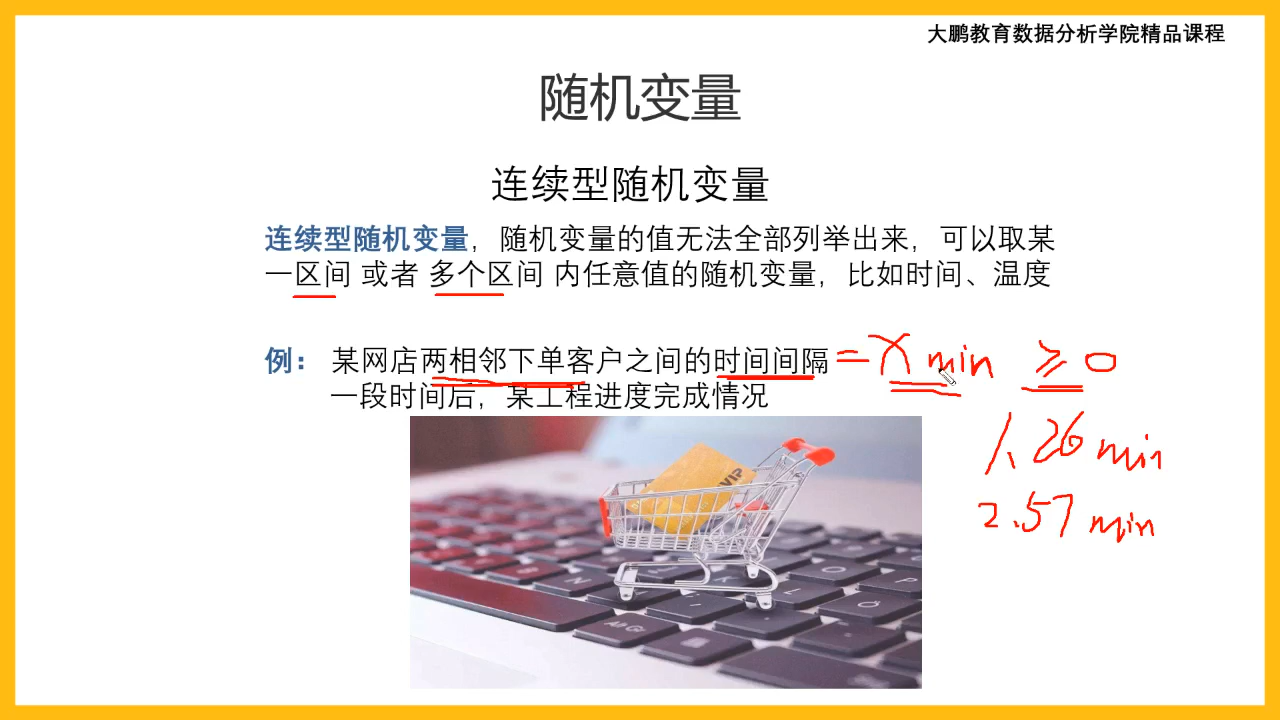 大鹏教育数据分析学院精品课程
随机变量
连续型随机变量
连续型随机变量，随机变量的值无法全部列举出来，可以取某
一区间 或者 多个区间 内任意值的随机变量，比如时间、温度
例： 某网店两相邻下单客户之间的时间间隔 = X min ≥ 0
一段时间后，某工程进度完成情况
1.26 min
2.57 min
VIP
Alt Gr